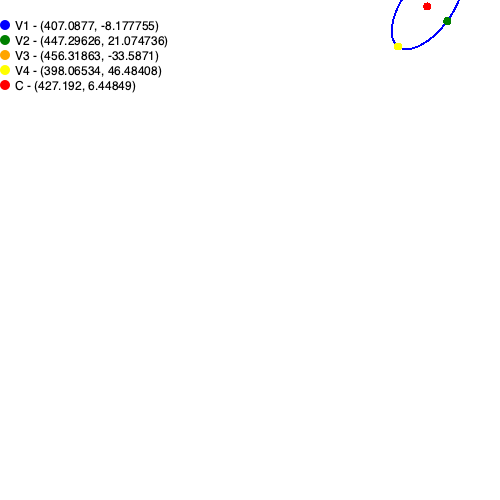 V1 - (407.0877, -8.177755)
V2 - (447.29626, 21.074736)
V3 - (456.31863, -33.5871)
V4 - (398.06534, 46.48408)
C - (427.192, 6.44849)